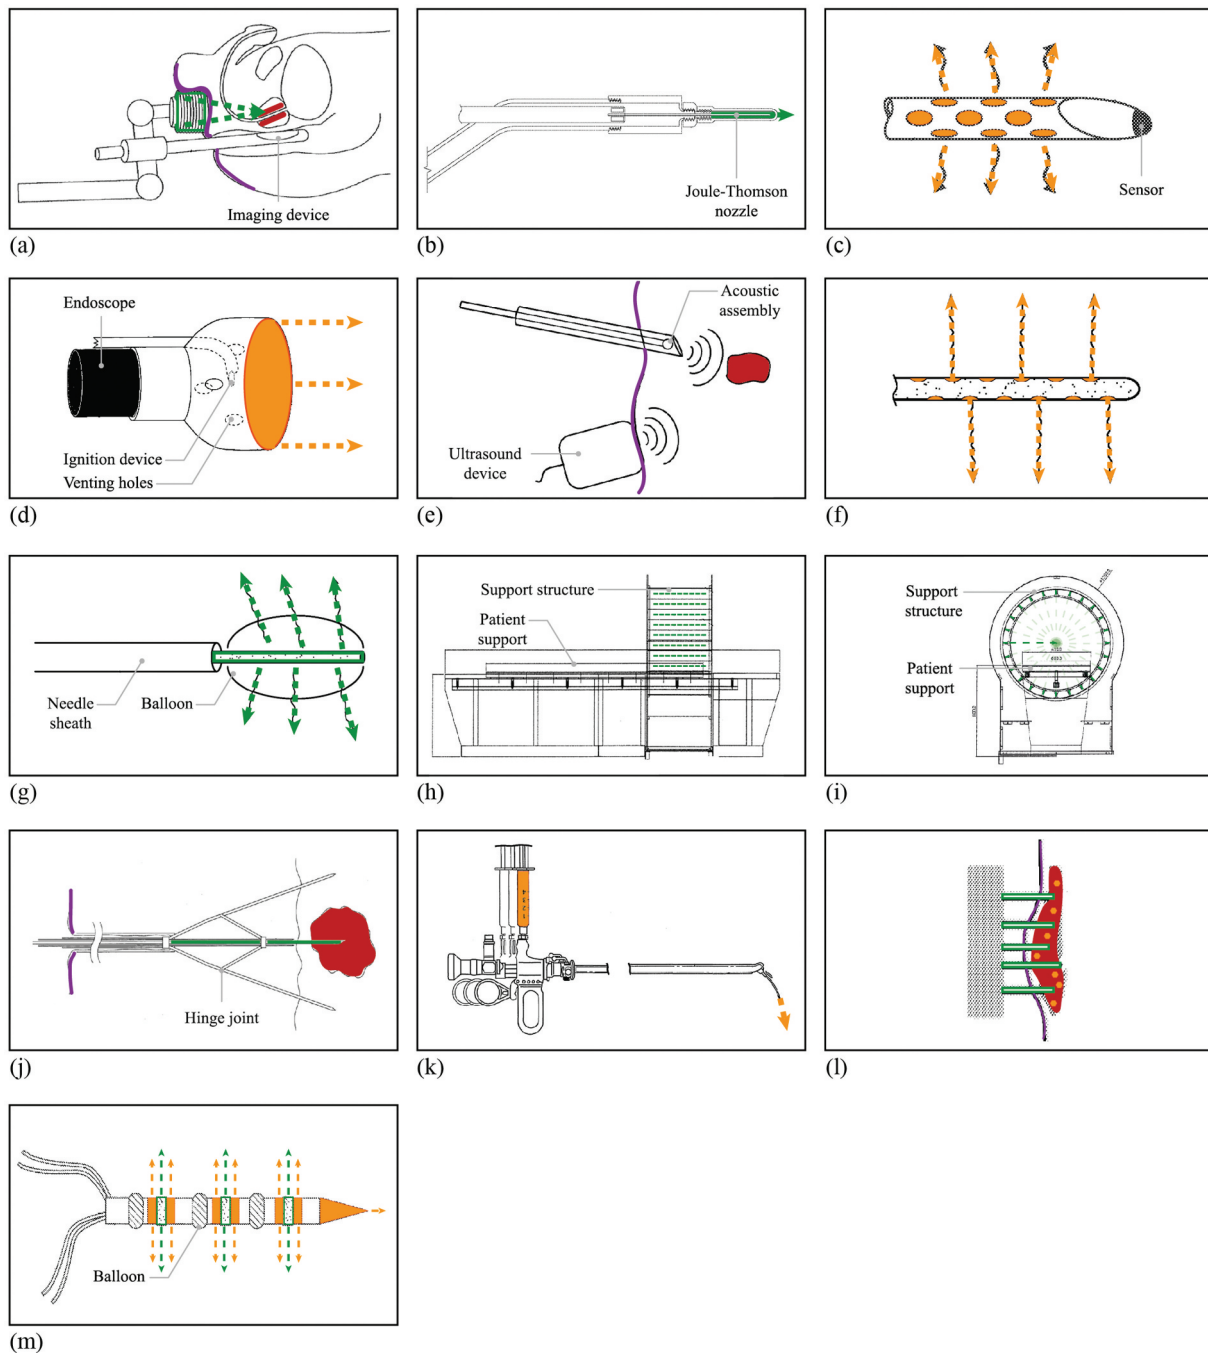 Imaging device
(a)
Joule-Thomson
nozzle
(b)
Sensor
(c)
Endoscope
Ignition device
Venting holes
(d)
Acoustic
assembly
Ultrasound
device
(e)
(f)
Needle
sheath
Balloon
(g)
Support structure
Patient
support
(h)
Support
structure
Patient
support
(i)
Hinge joint
(j)
(k)
(l)
Balloon
(m)